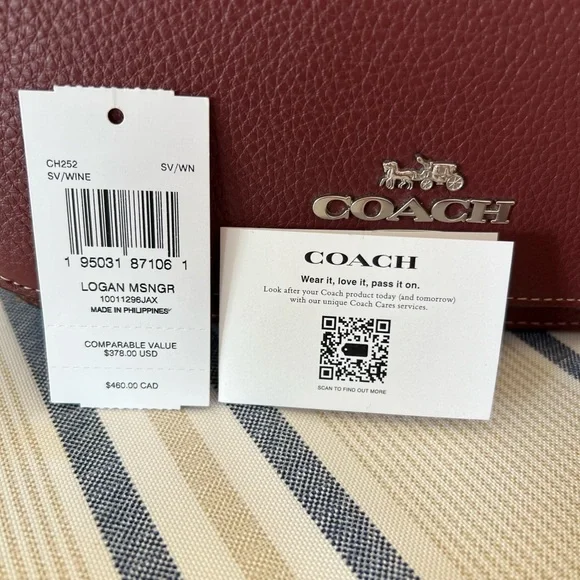 CH252 SV/WN
SV/WINE
1 95031 87106 1
LOGAN MSNGR
10011296JAX
MADE IN PHILIPPINES
COMPARABLE VALUE
$378.00 USD
$460.00 CAD
COACH
COACH
Wear it, love it, pass it on.
Look after your Coach product today (and tomorrow)
with our unique Coach Cares services.
SCAN TO FIND OUT MORE